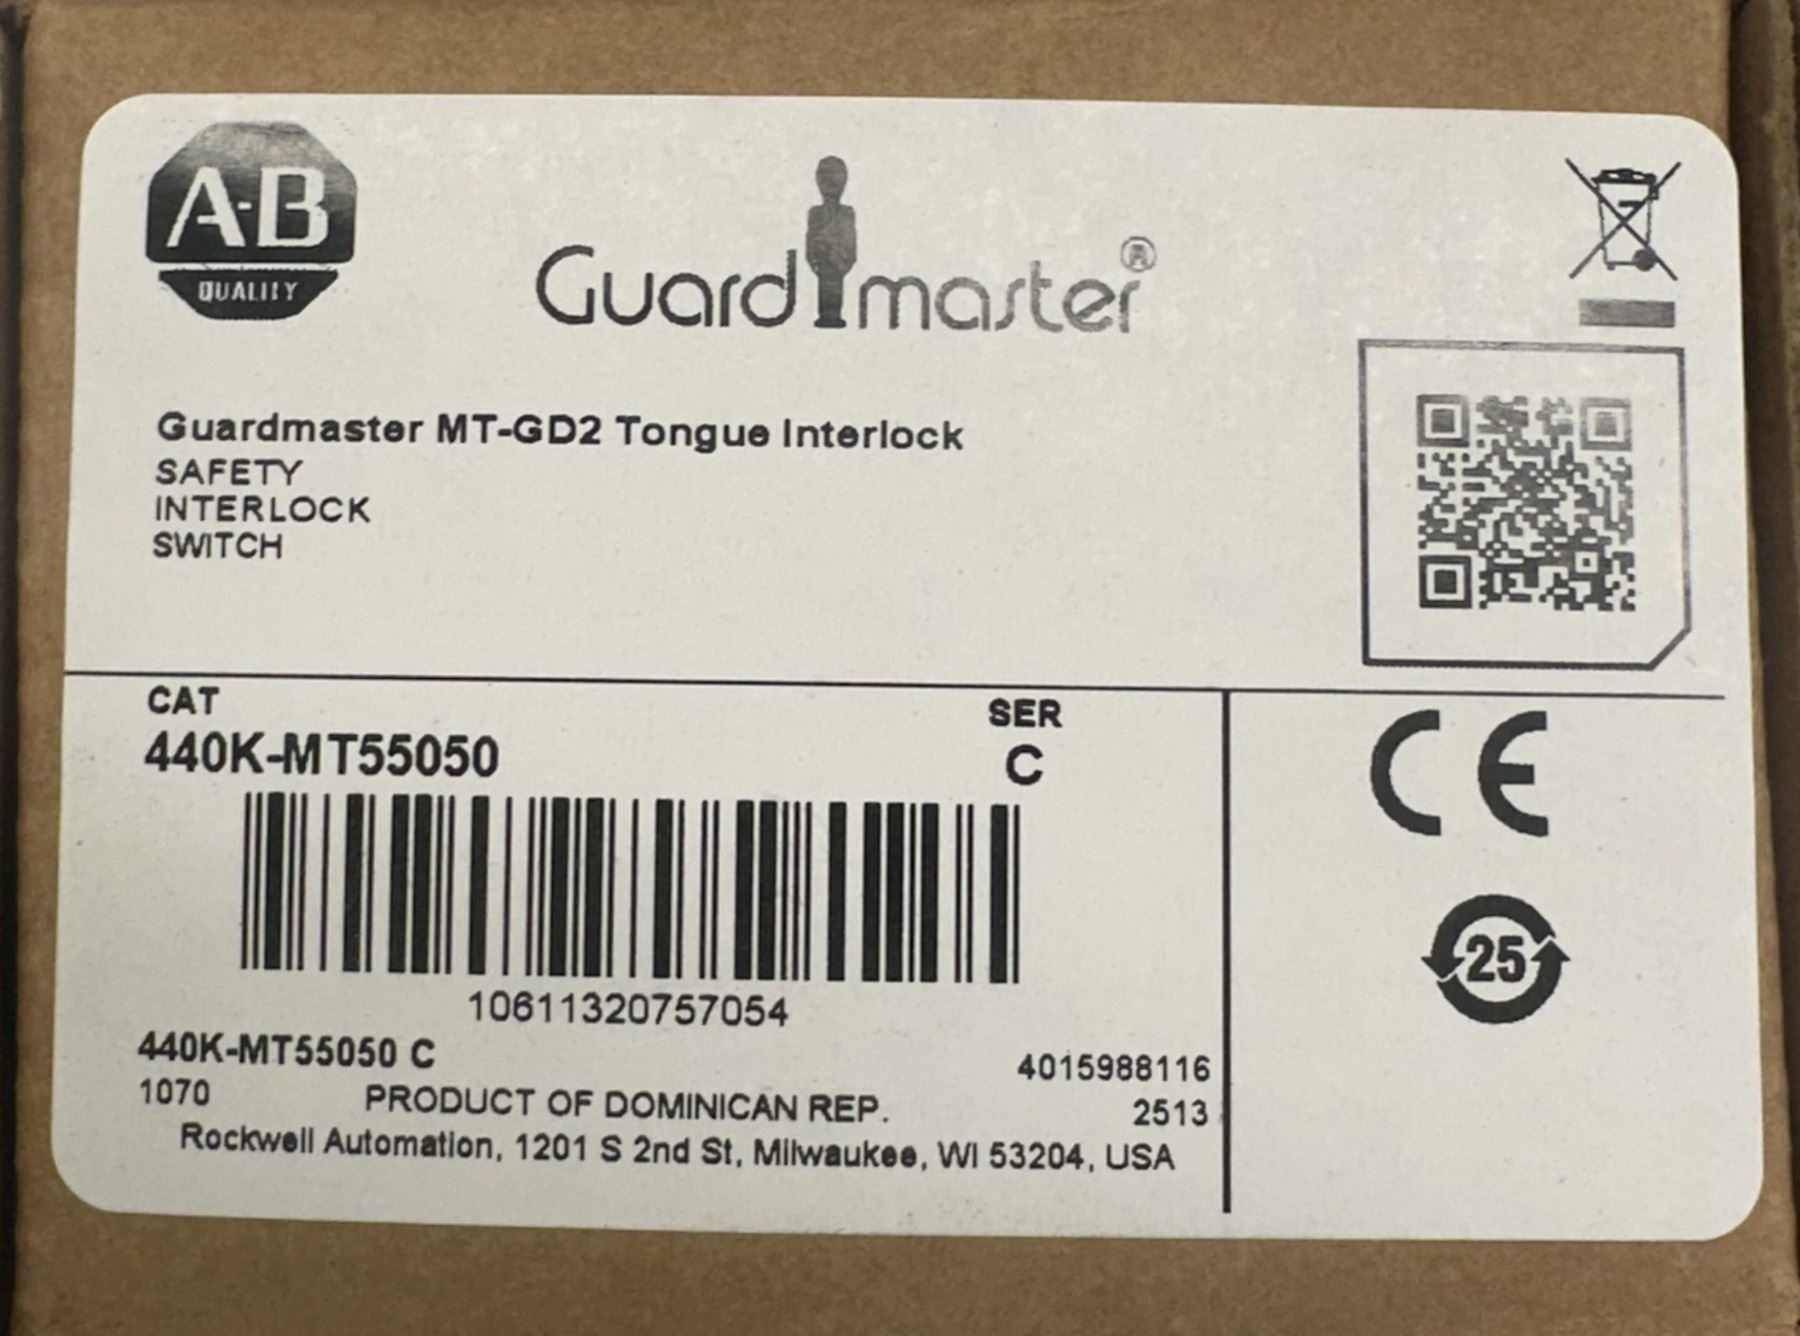 A-B
QUALITY
Guardmaster®
Guardmaster MT-GD2 Tongue Interlock
SAFETY
INTERLOCK
SWITCH
CAT
440K-MT55050
SER
C
10611320757054
440K-MT55050 C
4015988116
1070
PRODUCT OF DOMINICAN REP.
2513
Rockwell Automation, 1201 S 2nd St, Milwaukee, WI 53204, USA
CE
25